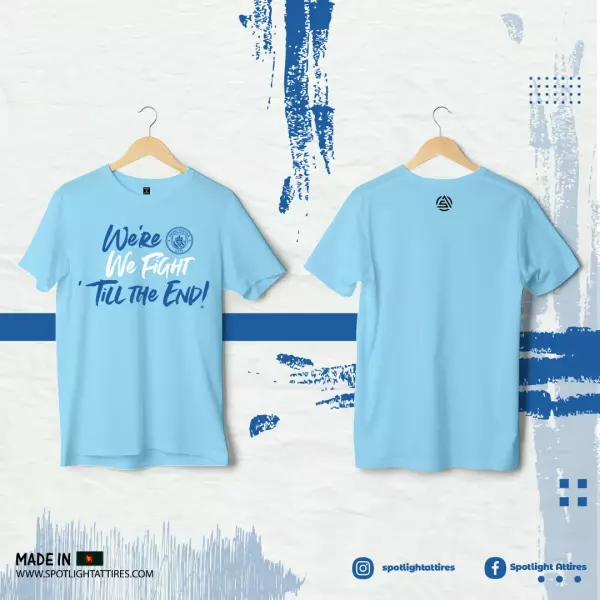 We're
We Fight
'Till the End!
MADE IN
WWW.SPOTLIGHTATTIRES.COM
spotlightattires
Spotlight Attires